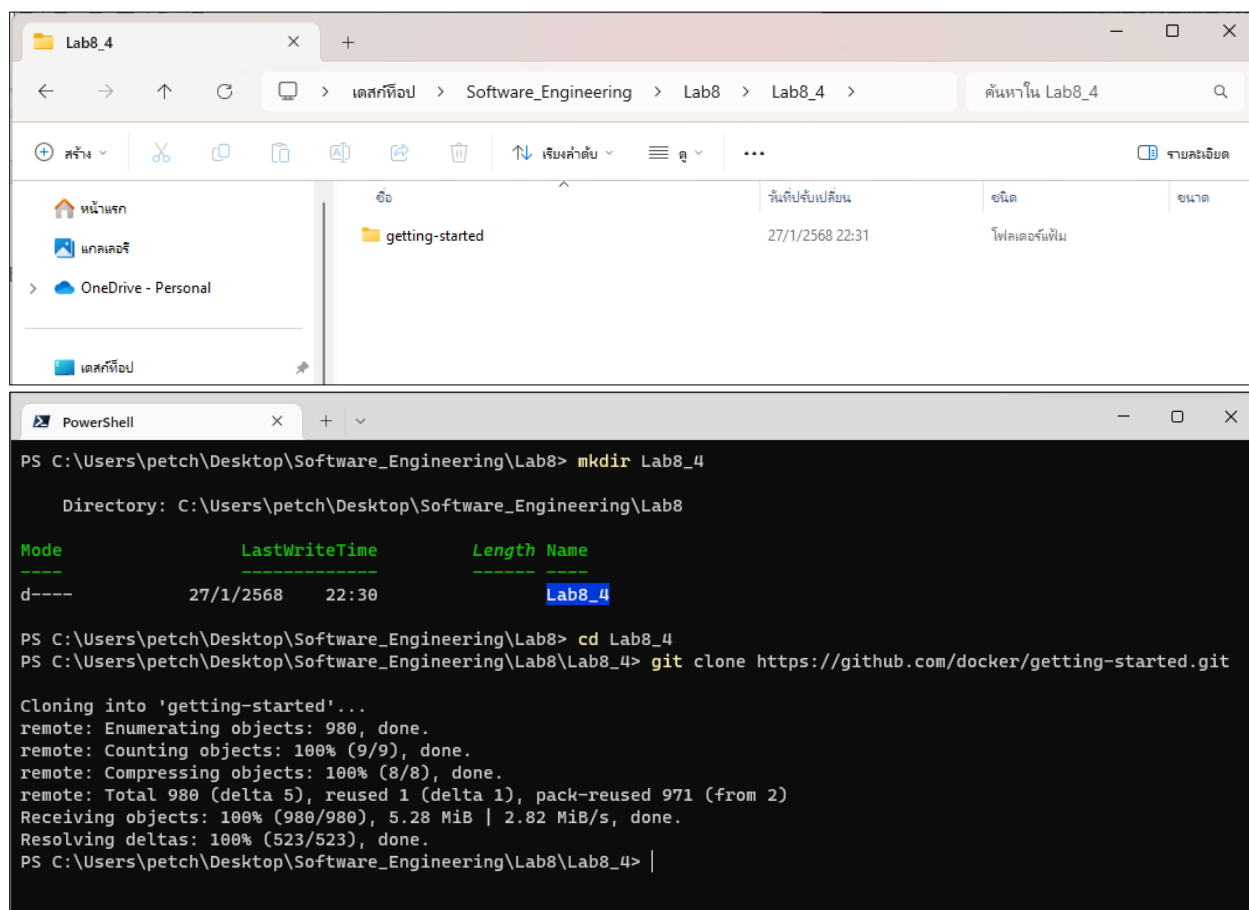 Lab8_4
เดสก์ท็อป > Software_Engineering > Lab8 > Lab8_4 >
ค้นหาใน Lab8_4
สร้าง
เรียงลำดับ
ดู
รายละเอียด
หน้าแรก
แกลเลอรี
OneDrive - Personal
เดสก์ท็อป
ชื่อ วันที่ปรับเปลี่ยน ชนิด ขนาด
getting-started 27/1/2568 22:31 โฟลเดอร์แฟ้ม
PowerShell
PS C:\Users\petch\Desktop\Software_Engineering\Lab8> mkdir Lab8_4
Directory: C:\Users\petch\Desktop\Software_Engineering\Lab8
Mode LastWriteTime Length Name
---- ------------- ------ ----
d---- 27/1/2568 22:30 Lab8_4
PS C:\Users\petch\Desktop\Software_Engineering\Lab8> cd Lab8_4
PS C:\Users\petch\Desktop\Software_Engineering\Lab8\Lab8_4> git clone https://github.com/docker/getting-started.git
Cloning into 'getting-started'...
remote: Enumerating objects: 980, done.
remote: Counting objects: 100% (9/9), done.
remote: Compressing objects: 100% (8/8), done.
remote: Total 980 (delta 5), reused 1 (delta 1), pack-reused 971 (from 2)
Receiving objects: 100% (980/980), 5.28 MiB | 2.82 MiB/s, done.
Resolving deltas: 100% (523/523), done.
PS C:\Users\petch\Desktop\Software_Engineering\Lab8\Lab8_4>